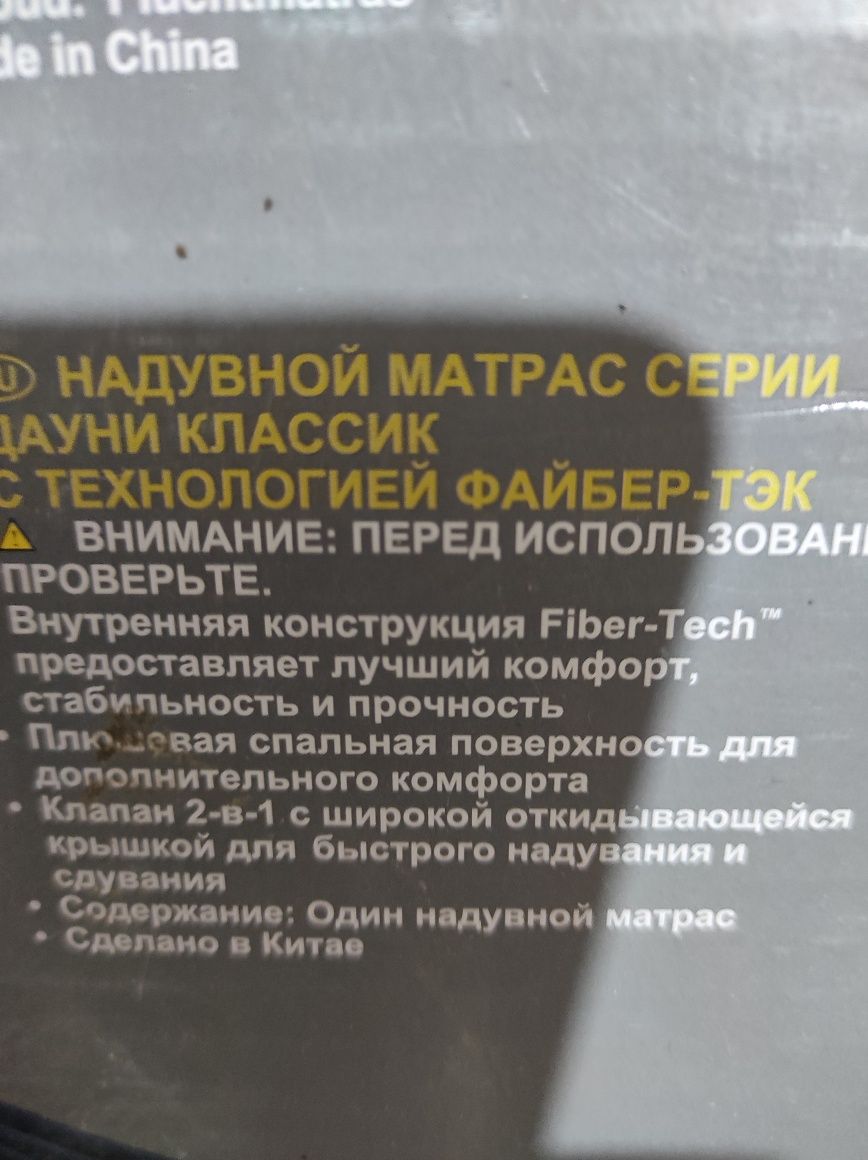 de in China
НАДУВНОЙ МАТРАС СЕРИИ
ДАУНИ КЛАССИК
С ТЕХНОЛОГИЕЙ ФАЙБЕР-ТЭК
ВНИМАНИЕ: ПЕРЕД ИСПОЛЬЗОВАН
ПРОВЕРЬТЕ.
Внутренняя конструкция Fiber-Tech™
предоставляет лучший комфорт,
стабильность и прочность
• Плюшевая спальная поверхность для
дополнительного комфорта
• Клапан 2-в-1 с широкой откидывающейся
крышкой для быстрого надувания и
сдувания
• Содержание: Один надувной матрас
• Сделано в Китае